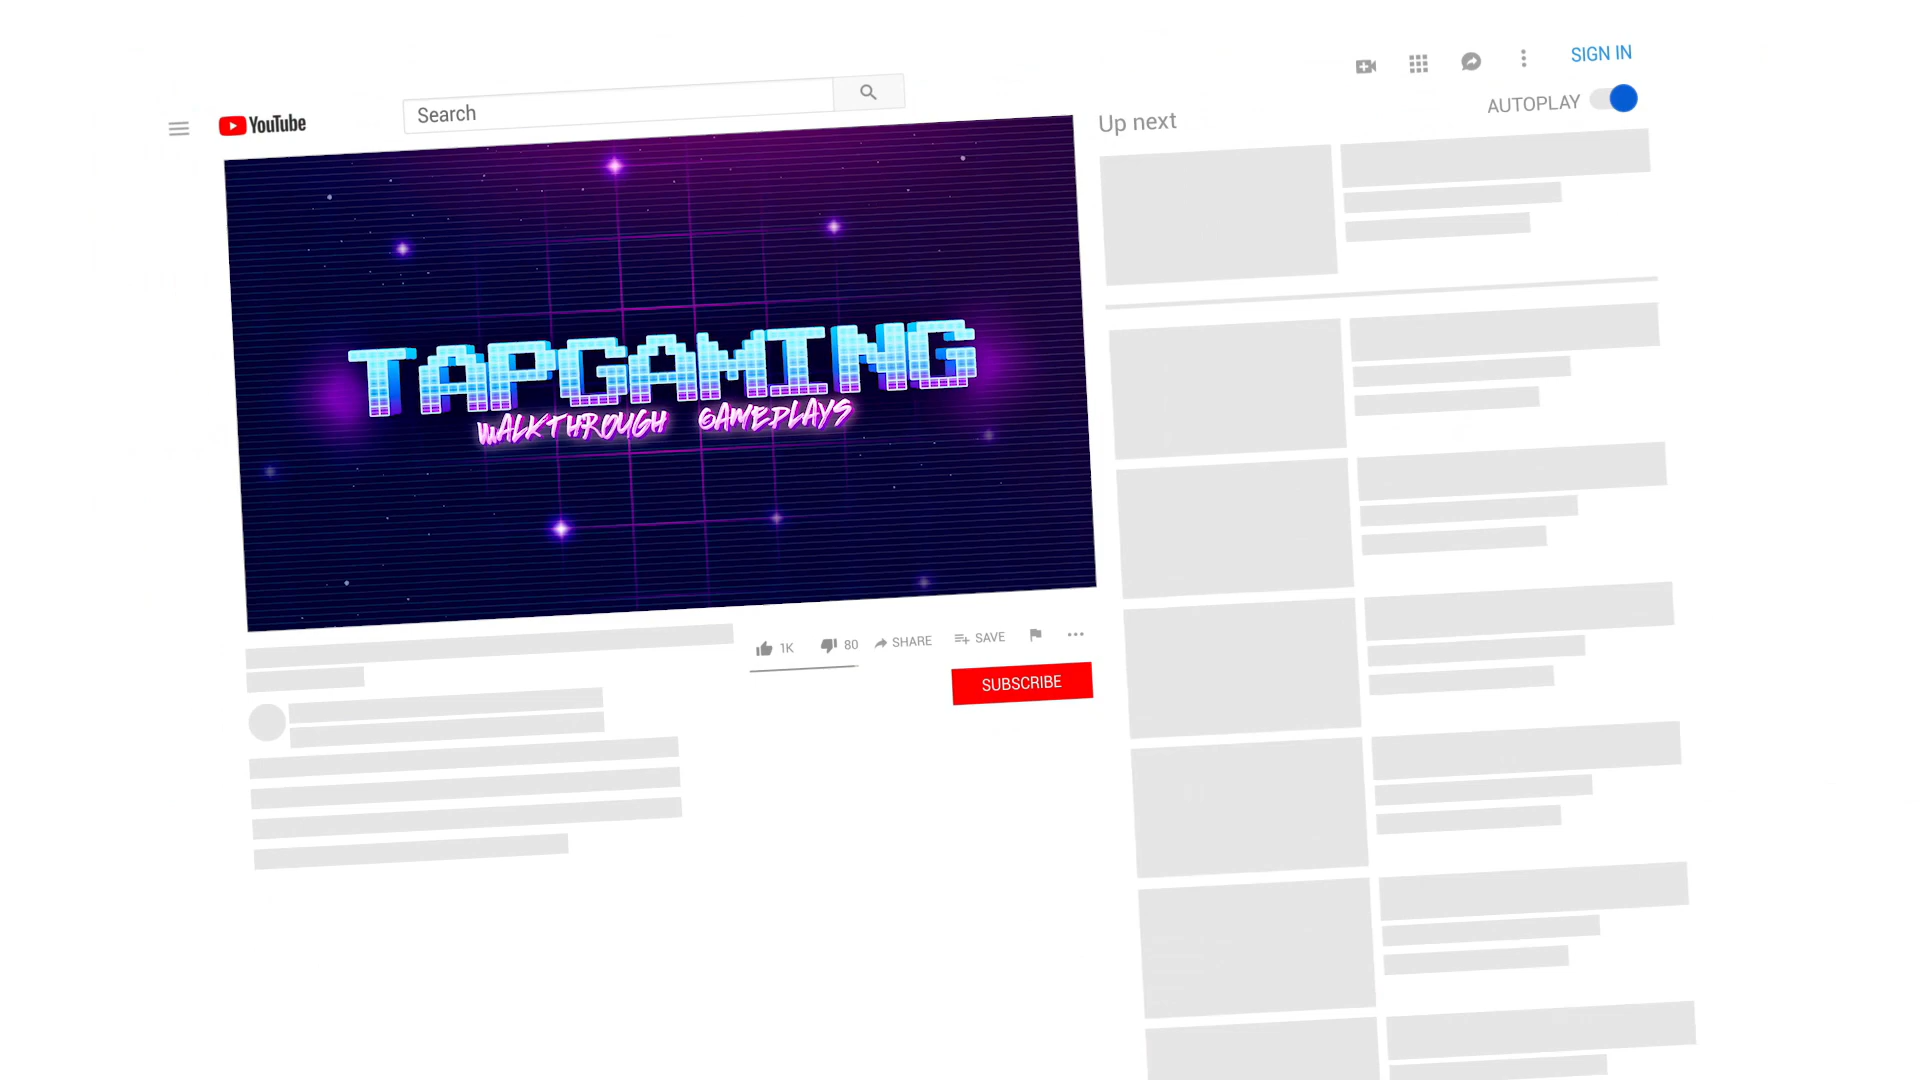 SIGN IN
YouTube
Search
AUTOPLAY
Up next
TAPGAMING
WALKTHROUGH GAMEPLAYS
1K 80 SHARE SAVE
SUBSCRIBE